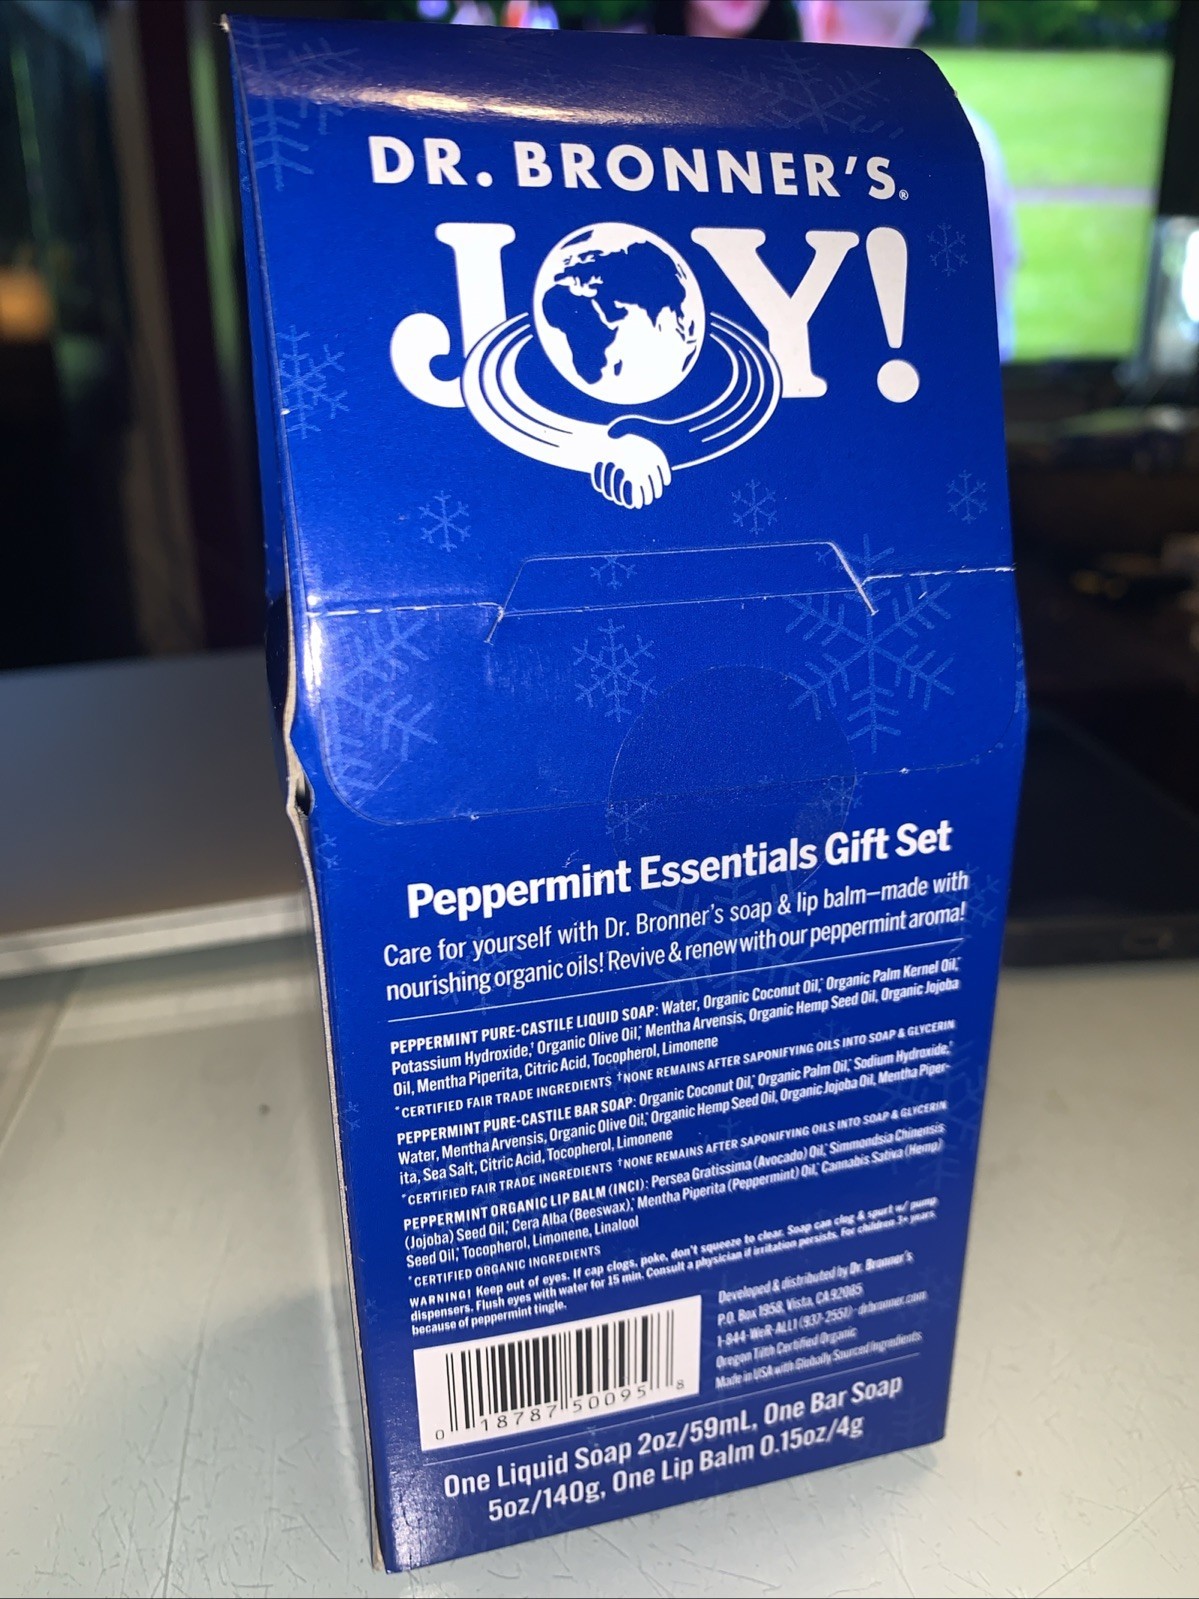 DR. BRONNER'S®
JOY!
Peppermint Essentials Gift Set
Care for yourself with Dr. Bronner's soap & lip balm—made with
nourishing organic oils! Revive & renew with our peppermint aroma!
PEPPERMINT PURE-CASTILE LIQUID SOAP: Water, Organic Coconut Oil,* Organic Palm Kernel Oil,*
Potassium Hydroxide,† Organic Olive Oil,* Mentha Arvensis, Organic Hemp Seed Oil, Organic Jojoba
Oil, Mentha Piperita, Citric Acid, Tocopherol, Limonene
*CERTIFIED FAIR TRADE INGREDIENTS †NONE REMAINS AFTER SAPONIFYING OILS INTO SOAP & GLYCERIN
PEPPERMINT PURE-CASTILE BAR SOAP: Organic Coconut Oil,* Organic Palm Oil,* Sodium Hydroxide,†
Water, Mentha Arvensis, Organic Olive Oil,* Organic Hemp Seed Oil, Organic Jojoba Oil, Mentha Piper-
ita, Sea Salt, Citric Acid, Tocopherol, Limonene
*CERTIFIED FAIR TRADE INGREDIENTS †NONE REMAINS AFTER SAPONIFYING OILS INTO SOAP & GLYCERIN
PEPPERMINT ORGANIC LIP BALM (INCI): Persea Gratissima (Avocado) Oil,* Simmondsia Chinensis
(Jojoba) Seed Oil,* Cera Alba (Beeswax),* Mentha Piperita (Peppermint) Oil,* Cannabis Sativa (Hemp)
Seed Oil,* Tocopherol, Limonene, Linalool
*CERTIFIED ORGANIC INGREDIENTS
WARNING! Keep out of eyes. If cap clogs, poke, don't squeeze to clear. Soap can clog & spurt w/ pump
dispensers. Flush eyes with water for 15 min. Consult a physician if irritation persists. For children 3+ years
because of peppermint tingle.
Developed & distributed by Dr. Bronner's
P.O. Box 1958, Vista, CA 92085
1-844-WeR-ALL1 (937-2551) · drbronner.com
Oregon Tilth Certified Organic
Made in USA with Globally Sourced Ingredients
0 18787 50095 8
One Liquid Soap 2oz/59mL, One Bar Soap
5oz/140g, One Lip Balm 0.15oz/4g